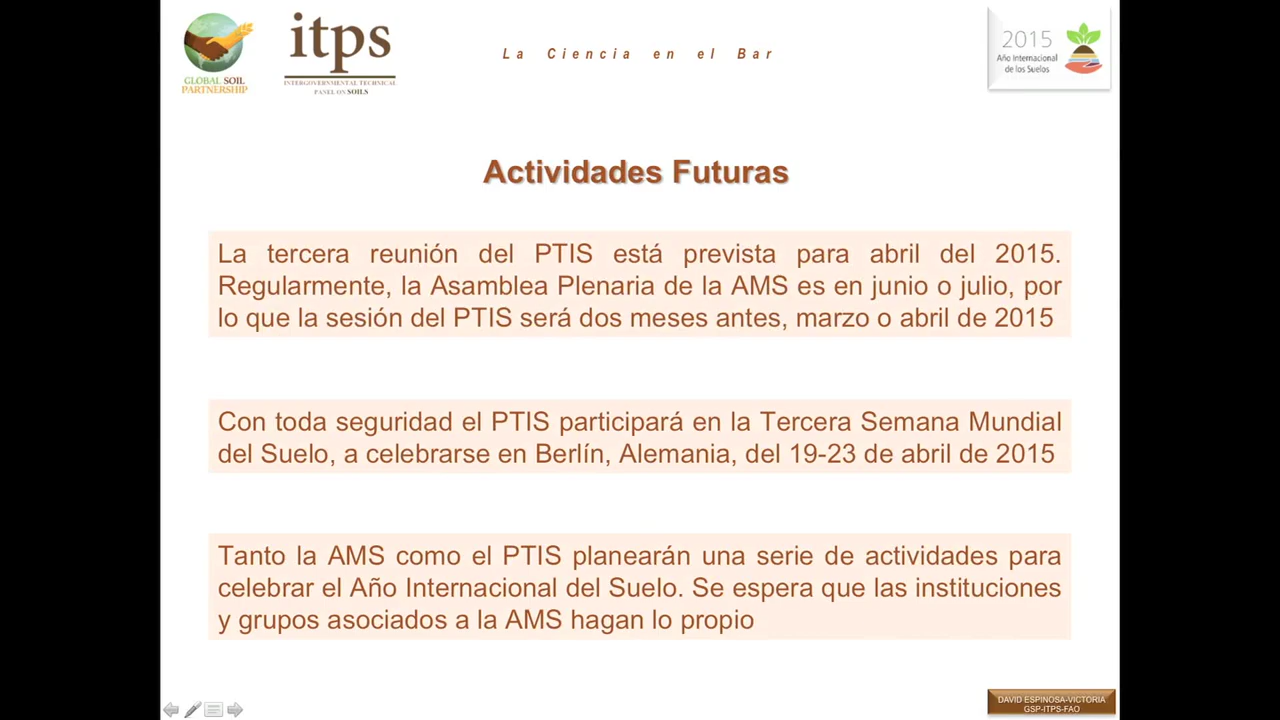 GLOBAL SOIL
PARTNERSHIP
itps
INTERGOVERNMENTAL TECHNICAL
PANEL ON SOILS
La Ciencia en el Bar
2015
Año Internacional
de los Suelos
Actividades Futuras
La tercera reunión del PTIS está prevista para abril del 2015.
Regularmente, la Asamblea Plenaria de la AMS es en junio o julio, por
lo que la sesión del PTIS será dos meses antes, marzo o abril de 2015
Con toda seguridad el PTIS participará en la Tercera Semana Mundial
del Suelo, a celebrarse en Berlín, Alemania, del 19-23 de abril de 2015
Tanto la AMS como el PTIS planearán una serie de actividades para
celebrar el Año Internacional del Suelo. Se espera que las instituciones
y grupos asociados a la AMS hagan lo propio
DAVID ESPINOSA-VICTORIA
GSP-ITPS-FAO